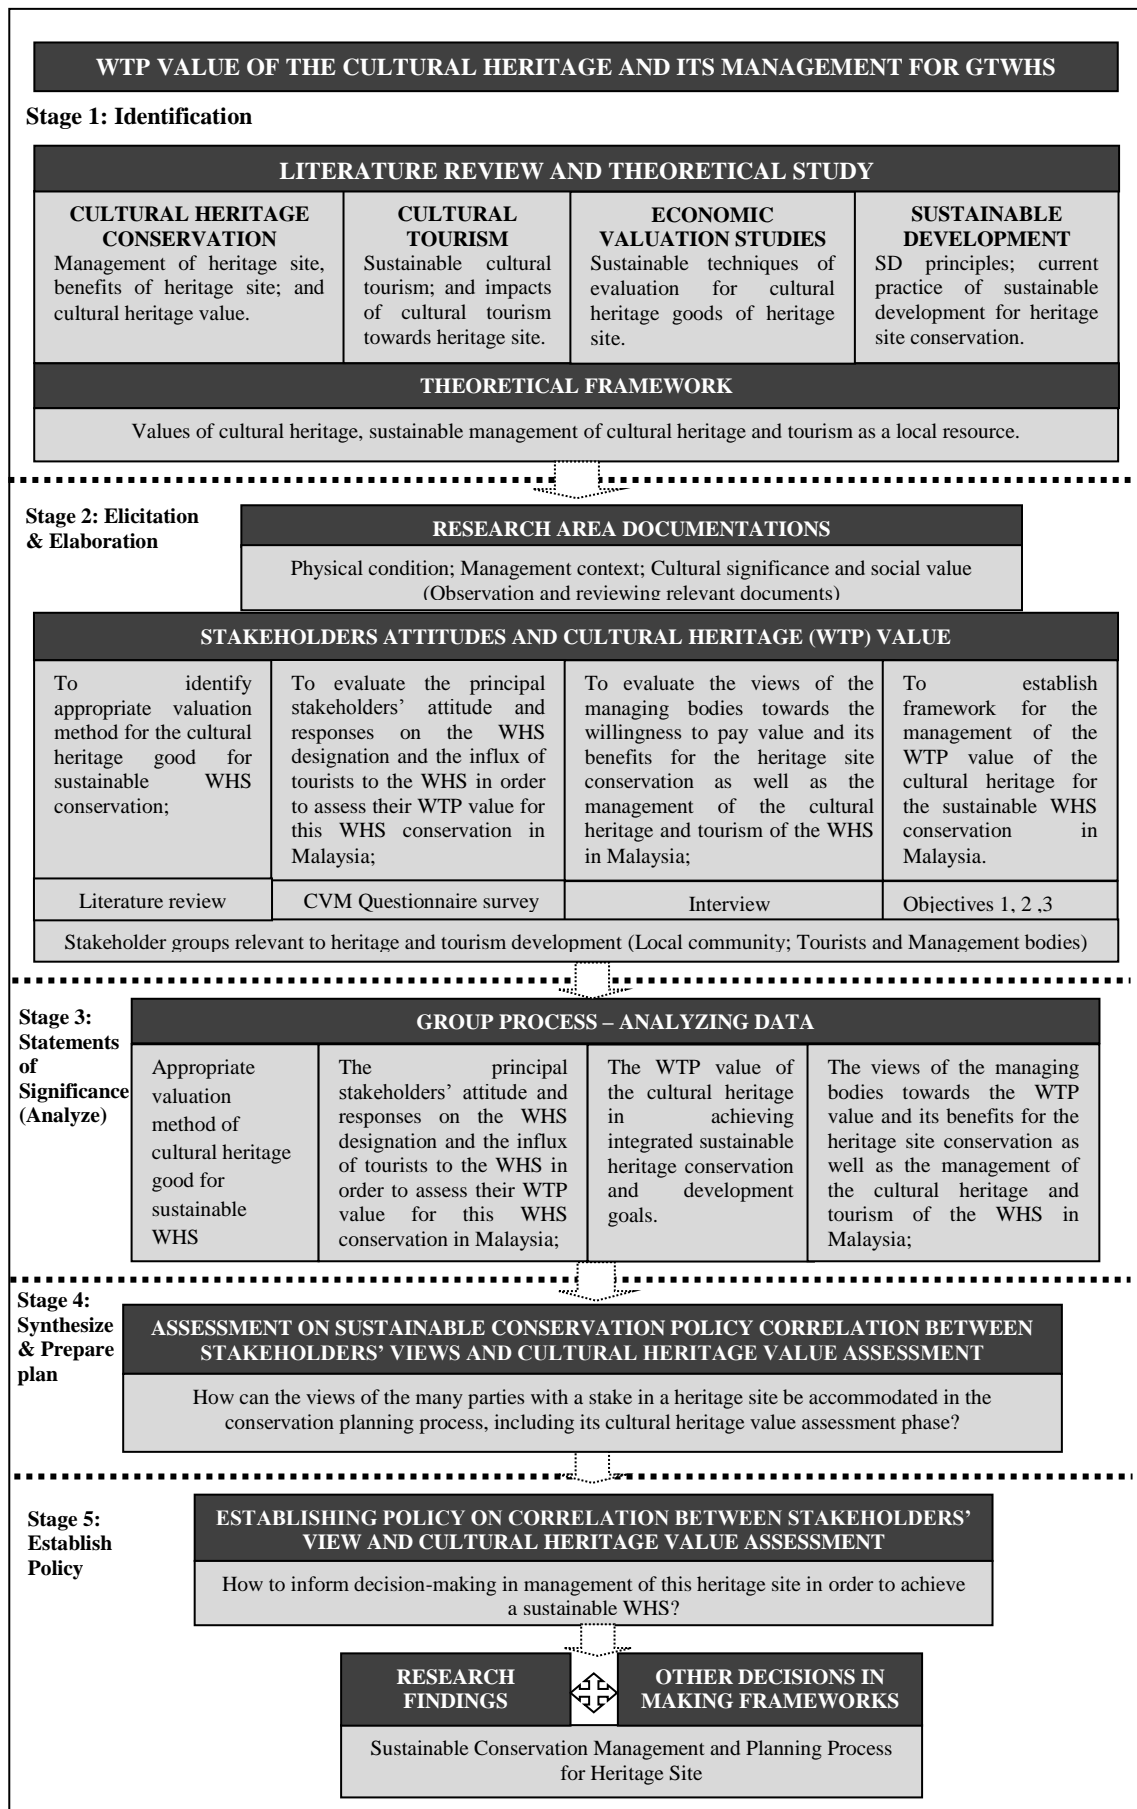 WTP VALUE OF THE CULTURAL HERITAGE AND ITS MANAGEMENT FOR GTWHS
Stage 1: Identification
LITERATURE REVIEW AND THEORETICAL STUDY
CULTURAL HERITAGE
CONSERVATION
Management of heritage site,
benefits of heritage site; and
cultural heritage value.
CULTURAL
TOURISM
Sustainable cultural
tourism; and impacts
of cultural tourism
towards heritage site.
ECONOMIC
VALUATION STUDIES
Sustainable techniques of
evaluation for cultural
heritage goods of heritage
site.
SUSTAINABLE
DEVELOPMENT
SD principles; current
practice of sustainable
development for heritage
site conservation.
THEORETICAL FRAMEWORK
Values of cultural heritage, sustainable management of cultural heritage and tourism as a local resource.
Stage 2: Elicitation
& Elaboration
RESEARCH AREA DOCUMENTATIONS
Physical condition; Management context; Cultural significance and social value
(Observation and reviewing relevant documents)
STAKEHOLDERS ATTITUDES AND CULTURAL HERITAGE (WTP) VALUE
To identify
appropriate valuation
method for the cultural
heritage good for
sustainable WHS
conservation;
To evaluate the principal
stakeholders' attitude and
responses on the WHS
designation and the influx of
tourists to the WHS in order
to assess their WTP value for
this WHS conservation in
Malaysia;
To evaluate the views of the
managing bodies towards the
willingness to pay value and its
benefits for the heritage site
conservation as well as the
management of the cultural
heritage and tourism of the WHS
in Malaysia;
To establish
framework for the
management of the
WTP value of the
cultural heritage for
the sustainable WHS
conservation in
Malaysia.
Literature review
CVM Questionnaire survey
Interview
Objectives 1, 2 ,3
Stakeholder groups relevant to heritage and tourism development (Local community; Tourists and Management bodies)
Stage 3:
Statements
of
Significance
(Analyze)
GROUP PROCESS – ANALYZING DATA
Appropriate
valuation
method of
cultural heritage
good for
sustainable
WHS
The principal
stakeholders' attitude and
responses on the WHS
designation and the influx
of tourists to the WHS in
order to assess their WTP
value for this WHS
conservation in Malaysia;
The WTP value of
the cultural heritage
in achieving
integrated sustainable
heritage conservation
and development
goals.
The views of the managing
bodies towards the WTP
value and its benefits for the
heritage site conservation as
well as the management of
the cultural heritage and
tourism of the WHS in
Malaysia;
Stage 4:
Synthesize
& Prepare
plan
ASSESSMENT ON SUSTAINABLE CONSERVATION POLICY CORRELATION BETWEEN
STAKEHOLDERS' VIEWS AND CULTURAL HERITAGE VALUE ASSESSMENT
How can the views of the many parties with a stake in a heritage site be accommodated in the
conservation planning process, including its cultural heritage value assessment phase?
Stage 5:
Establish
Policy
ESTABLISHING POLICY ON CORRELATION BETWEEN STAKEHOLDERS'
VIEW AND CULTURAL HERITAGE VALUE ASSESSMENT
How to inform decision-making in management of this heritage site in order to achieve
a sustainable WHS?
RESEARCH
FINDINGS
OTHER DECISIONS IN
MAKING FRAMEWORKS
Sustainable Conservation Management and Planning Process
for Heritage Site